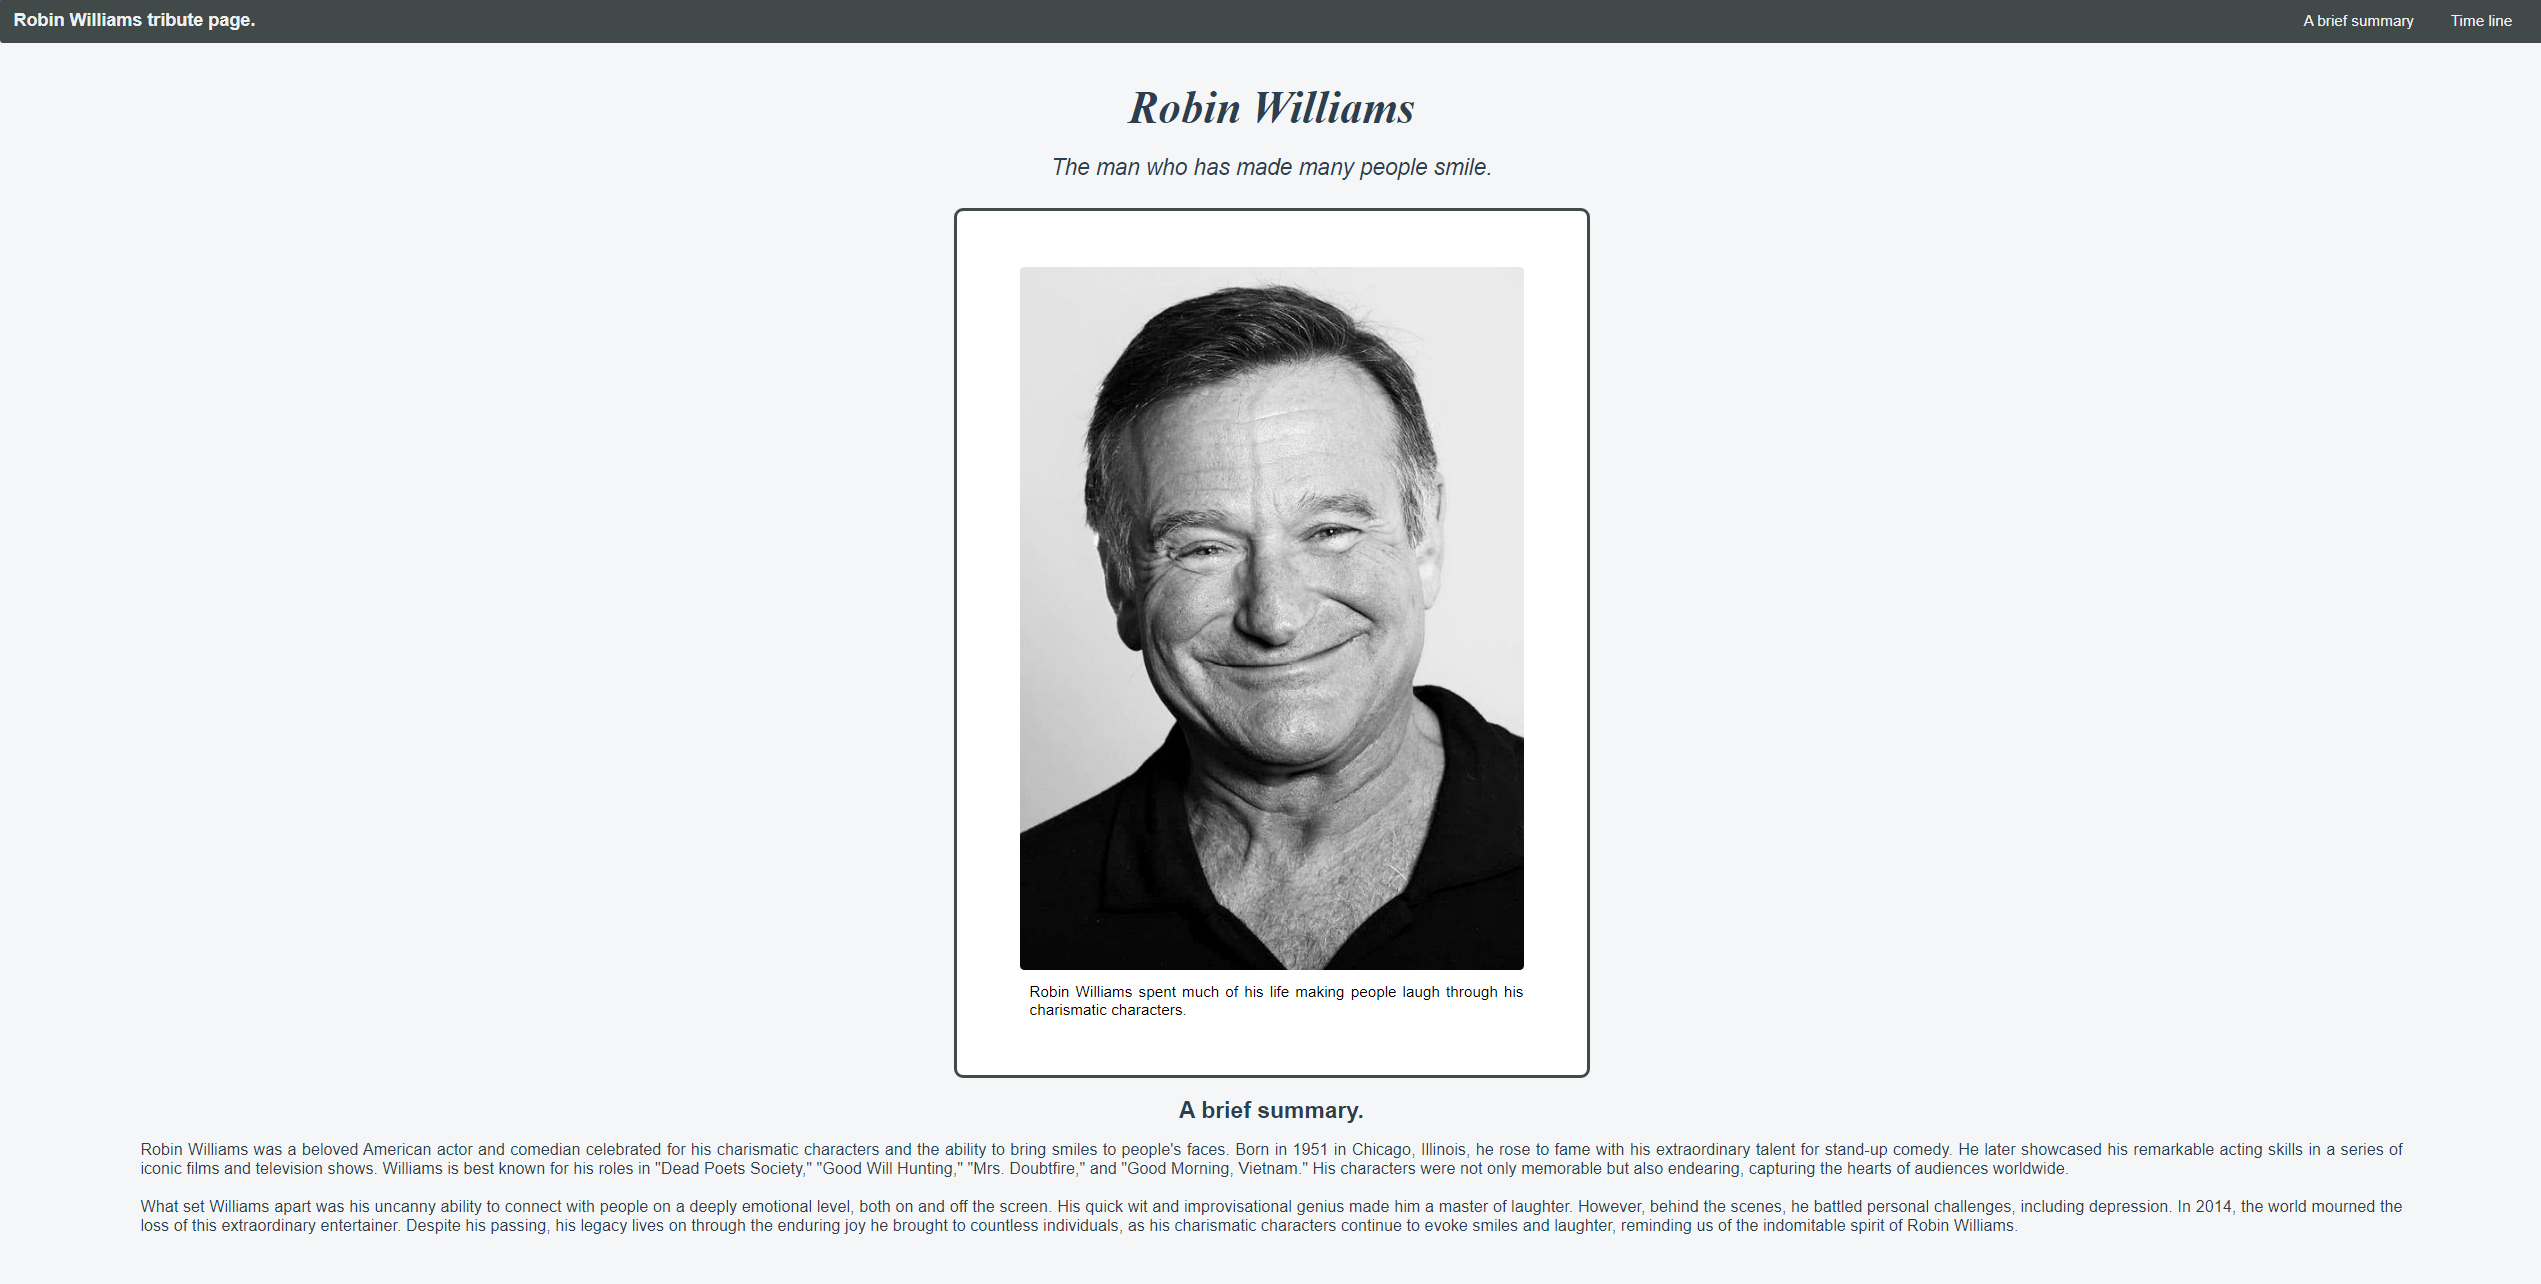 Robin Williams tribute page.
A brief summary
Time line
Robin Williams
The man who has made many people smile.
Robin Williams spent much of his life making people laugh through his
charismatic characters.
A brief summary.
Robin Williams was a beloved American actor and comedian celebrated for his charismatic characters and the ability to bring smiles to people's faces. Born in 1951 in Chicago, Illinois, he rose to fame with his extraordinary talent for stand-up comedy. He later showcased his remarkable acting skills in a series of
iconic films and television shows. Williams is best known for his roles in "Dead Poets Society," "Good Will Hunting," "Mrs. Doubtfire," and "Good Morning, Vietnam." His characters were not only memorable but also endearing, capturing the hearts of audiences worldwide.
What set Williams apart was his uncanny ability to connect with people on a deeply emotional level, both on and off the screen. His quick wit and improvisational genius made him a master of laughter. However, behind the scenes, he battled personal challenges, including depression. In 2014, the world mourned the
loss of this extraordinary entertainer. Despite his passing, his legacy lives on through the enduring joy he brought to countless individuals, as his charismatic characters continue to evoke smiles and laughter, reminding us of the indomitable spirit of Robin Williams.